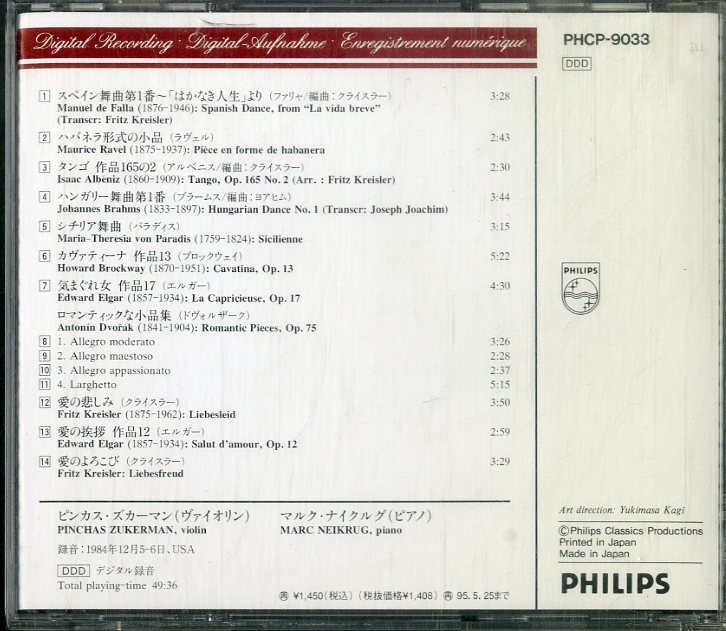 Digital Recording · Digital-Aufnahme · Enregistrement numérique
PHCP-9033
DDD
1 スペイン舞曲第1番〜「はかなき人生」より (ファリャ/編曲:クライスラー) 3:28
Manuel de Falla (1876-1946): Spanish Dance, from “La vida breve”
(Transcr: Fritz Kreisler)
2 ハバネラ形式の小品 (ラヴェル) 2:43
Maurice Ravel (1875-1937): Pièce en forme de habanera
3 タンゴ 作品165の2 (アルベニス/編曲:クライスラー) 2:30
Isaac Albéniz (1860-1909): Tango, Op. 165 No. 2 (Arr. : Fritz Kreisler)
4 ハンガリー舞曲第1番 (ブラームス/編曲:ヨアヒム) 3:44
Johannes Brahms (1833-1897): Hungarian Dance No. 1 (Transcr: Joseph Joachim)
5 シチリア舞曲 (パラディス) 3:15
Maria-Theresia von Paradis (1759-1824): Sicilienne
6 カヴァティーナ 作品13 (ブロックウェイ) 5:22
Howard Brockway (1870-1951): Cavatina, Op. 13
7 気まぐれ女 作品17 (エルガー) 4:30
Edward Elgar (1857-1934): La Capricieuse, Op. 17
ロマンティックな小品集 (ドヴォルザーク)
Antonín Dvořák (1841-1904): Romantic Pieces, Op. 75
8 1. Allegro moderato 3:26
9 2. Allegro maestoso 2:28
10 3. Allegro appassionato 2:37
11 4. Larghetto 5:15
12 愛の悲しみ (クライスラー) 3:50
Fritz Kreisler (1875-1962): Liebesleid
13 愛の挨拶 作品12 (エルガー) 2:59
Edward Elgar (1857-1934): Salut d’amour, Op. 12
14 愛のよろこび (クライスラー) 3:29
Fritz Kreisler: Liebesfreud
ピンカス・ズカーマン(ヴァイオリン) マルク・ナイクルグ(ピアノ)
PINCHAS ZUKERMAN, violin MARC NEIKRUG, piano
録音:1984年12月5-6日、USA
DDD デジタル録音
Total playing-time 49:36
再 ¥1,450(税込) (税抜価格¥1,408) 再 95.5.25まで
PHILIPS
Art direction: Yukimasa Kagi
©Philips Classics Productions
Printed in Japan
Made in Japan
PHILIPS